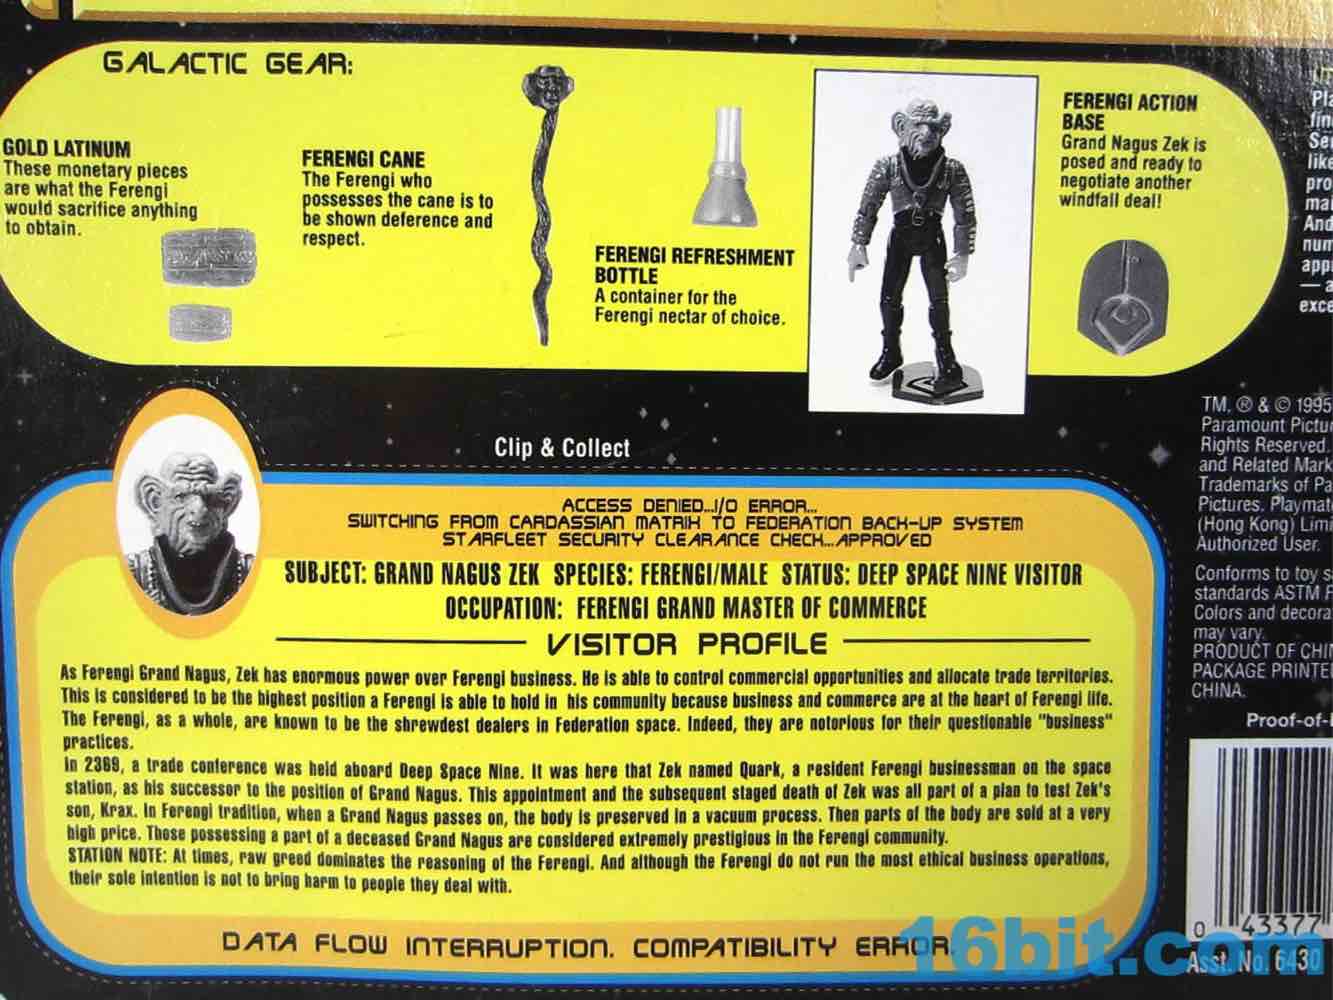 GALACTIC GEAR:
GOLD LATINUM
These monetary pieces
are what the Ferengi
would sacrifice anything
to obtain.
FERENGI CANE
The Ferengi who
possesses the cane is to
be shown deference and
respect.
FERENGI REFRESHMENT
BOTTLE
A container for the
Ferengi nectar of choice.
FERENGI ACTION
BASE
Grand Nagus Zek is
posed and ready to
negotiate another
windfall deal!
Clip & Collect
ACCESS DENIED...I/O ERROR...
SWITCHING FROM CARDASSIAN MATRIX TO FEDERATION BACK-UP SYSTEM
STARFLEET SECURITY CLEARANCE CHECK...APPROVED
SUBJECT: GRAND NAGUS ZEK SPECIES: FERENGI/MALE STATUS: DEEP SPACE NINE VISITOR
OCCUPATION: FERENGI GRAND MASTER OF COMMERCE
VISITOR PROFILE
As Ferengi Grand Nagus, Zek has enormous power over Ferengi business. He is able to control commercial opportunities and allocate trade territories.
This is considered to be the highest position a Ferengi is able to hold in his community because business and commerce are at the heart of Ferengi life.
The Ferengi, as a whole, are known to be the shrewdest dealers in Federation space. Indeed, they are notorious for their questionable "business"
practices.
In 2369, a trade conference was held aboard Deep Space Nine. It was here that Zek named Quark, a resident Ferengi businessman on the space
station, as his successor to the position of Grand Nagus. This appointment and the subsequent staged death of Zek was all part of a plan to test Zek's
son, Krax. In Ferengi tradition, when a Grand Nagus passes on, the body is preserved in a vacuum process. Then parts of the body are sold at a very
high price. Those possessing a part of a deceased Grand Nagus are considered extremely prestigious in the Ferengi community.
STATION NOTE: At times, raw greed dominates the reasoning of the Ferengi. And although the Ferengi do not run the most ethical business operations,
their sole intention is not to bring harm to people they deal with.
DATA FLOW INTERRUPTION. COMPATIBILITY ERROR.
TM, ® & © 1995
Paramount
Rights Reserved.
and Related
Trademarks of
Pictures.
(Hong Kong)
Authorized User.
Conforms to toy
standards ASTM
Colors and
may vary.
PRODUCT OF
PACKAGE
CHINA.
Proof-of-
0 43377
Asst. No. 6430
16bit.com